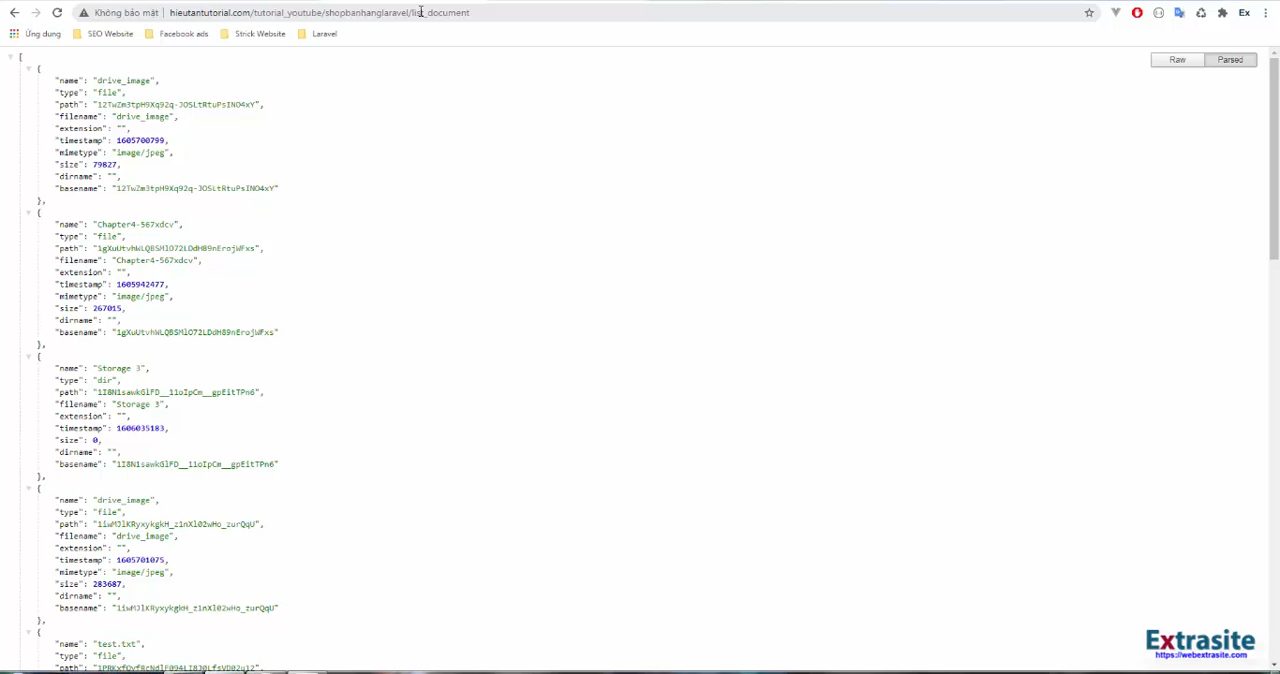 Không bảo mật | hieutantutorial.com/tutorial_youtube/shopbanhanglaravel/list_document
Ex
Ứng dụng SEO Website Facebook ads Strick Website Laravel
Raw Parsed
[
{
"name": "drive_image",
"type": "file",
"path": "12TwZm3tpH9Xq92q-JOSLtRtuPsINO4xY",
"filename": "drive_image",
"extension": "",
"timestamp": 1605700799,
"mimetype": "image/jpeg",
"size": 79827,
"dirname": "",
"basename": "12TwZm3tpH9Xq92q-JOSLtRtuPsINO4xY"
},
{
"name": "Chapter4-567xdcv",
"type": "file",
"path": "1gXuUtvhWLQBSMlO72LDdH89nErojWFxs",
"filename": "Chapter4-567xdcv",
"extension": "",
"timestamp": 1605942477,
"mimetype": "image/jpeg",
"size": 267015,
"dirname": "",
"basename": "1gXuUtvhWLQBSMlO72LDdH89nErojWFxs"
},
{
"name": "Storage 3",
"type": "dir",
"path": "1I8N1sawkGlFD__11oIpCm__gpEitTPn6",
"filename": "Storage 3",
"extension": "",
"timestamp": 1606035183,
"size": 0,
"dirname": "",
"basename": "1I8N1sawkGlFD__11oIpCm__gpEitTPn6"
},
{
"name": "drive_image",
"type": "file",
"path": "1iwMJlKRyxykgkH_z1nXl02wHo_zurQqU",
"filename": "drive_image",
"extension": "",
"timestamp": 1605701075,
"mimetype": "image/jpeg",
"size": 283687,
"dirname": "",
"basename": "1iwMJlKRyxykgkH_z1nXl02wHo_zurQqU"
},
{
"name": "test.txt",
"type": "file",
"path":
Extrasite
https://webextrasite.com